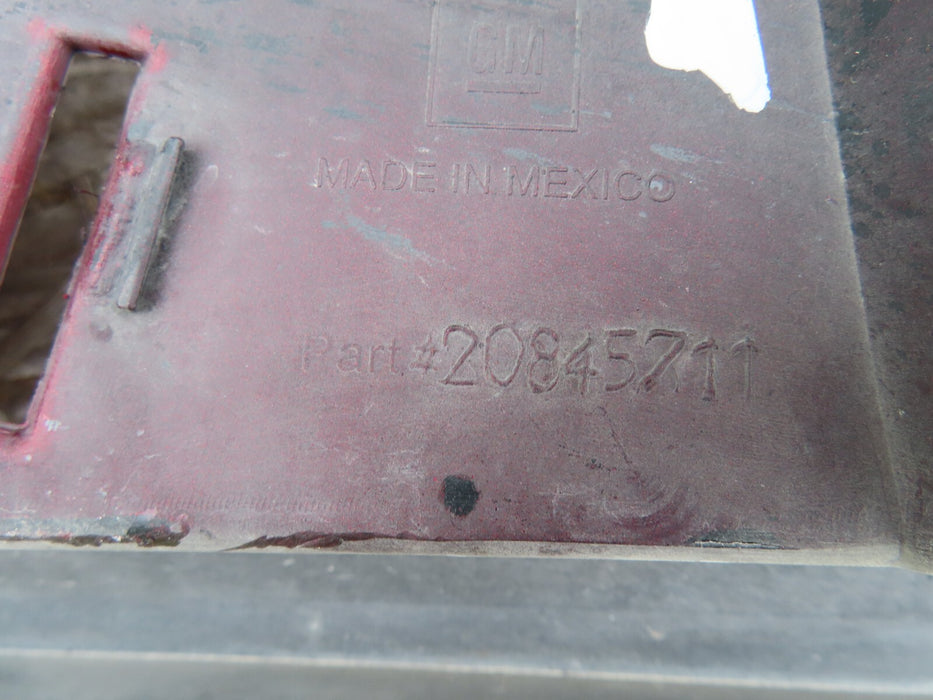 GM
MADE IN MEXICO
Part # 20845711